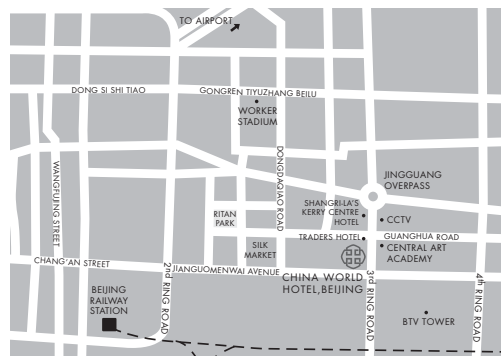 TO AIRPORT
DONG SI SHI TIAO
GONGREN TIYUZHANG BEILU
WORKER
STADIUM
WANGFUJING STREET
DONGDAQIAO ROAD
JINGGUANG
OVERPASS
SHANGRI-LA'S
KERRY CENTRE
HOTEL
CCTV
RITAN
PARK
TRADERS HOTEL
GUANGHUA ROAD
SILK
MARKET
CENTRAL ART
ACADEMY
CHANG'AN STREET
2nd RING ROAD
JIANGUOMENWAI AVENUE
CHINA WORLD
HOTEL,BEIJING
3rd RING ROAD
4th RING ROAD
BEIJING
RAILWAY
STATION
BTV TOWER